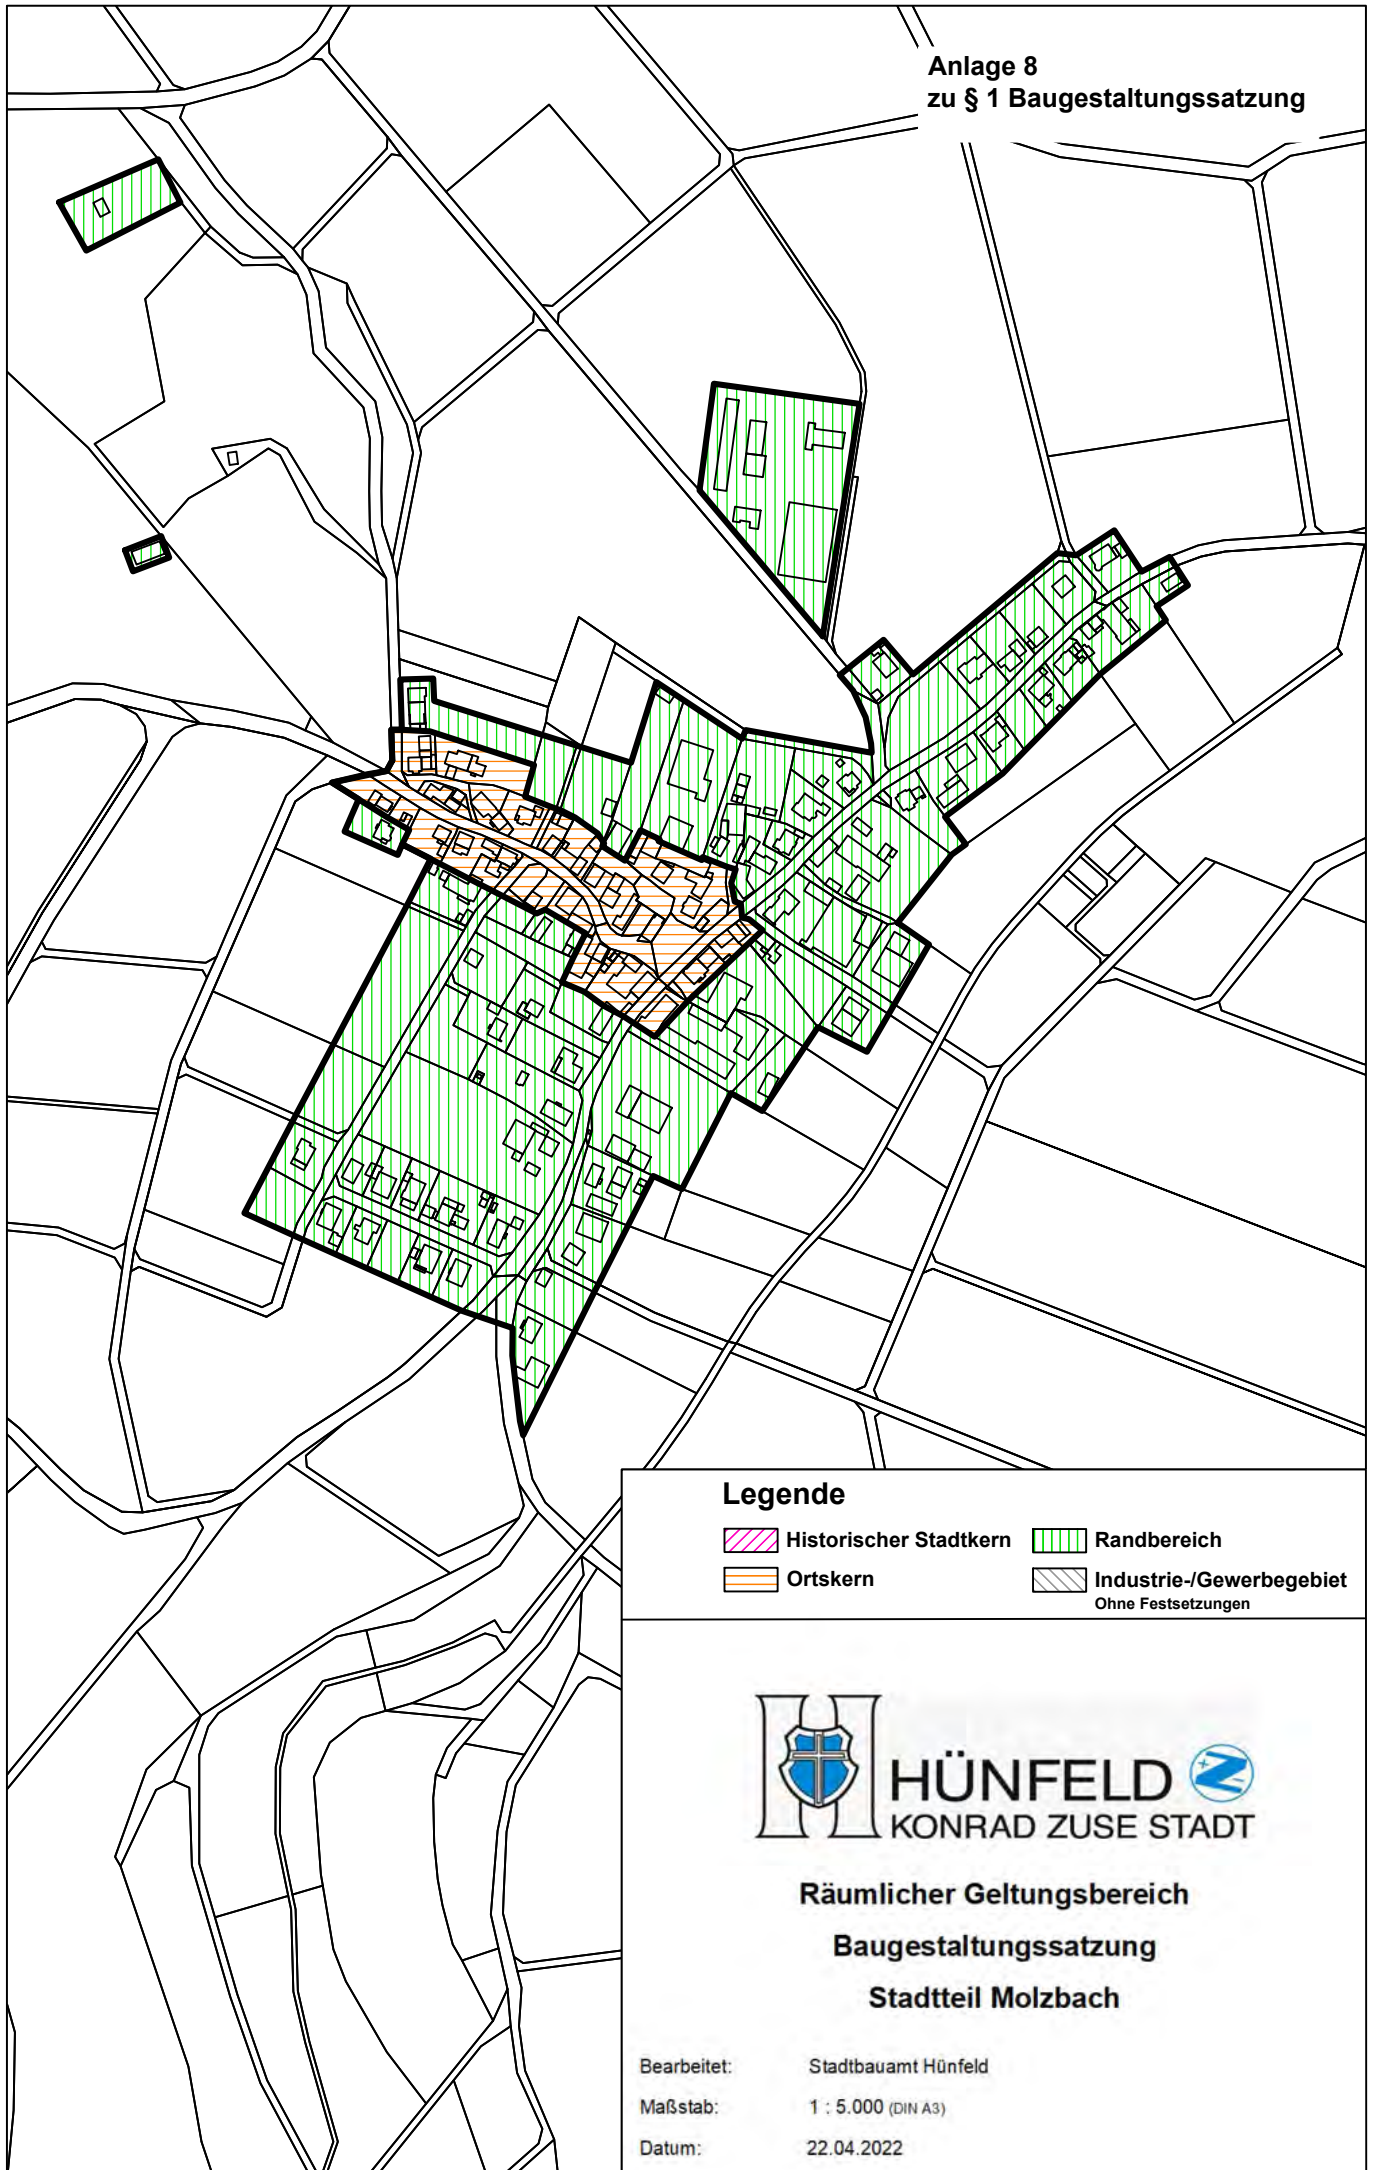 Anlage 8
zu § 1 Baugestaltungssatzung
Legende
Historischer Stadtkern
Randbereich
Ortskern
Industrie-/Gewerbegebiet
Ohne Festsetzungen
HÜNFELD
KONRAD ZUSE STADT
Räumlicher Geltungsbereich
Baugestaltungssatzung
Stadtteil Molzbach
Bearbeitet: Stadtbauamt Hünfeld
Maßstab: 1 : 5.000 (DIN A3)
Datum: 22.04.2022